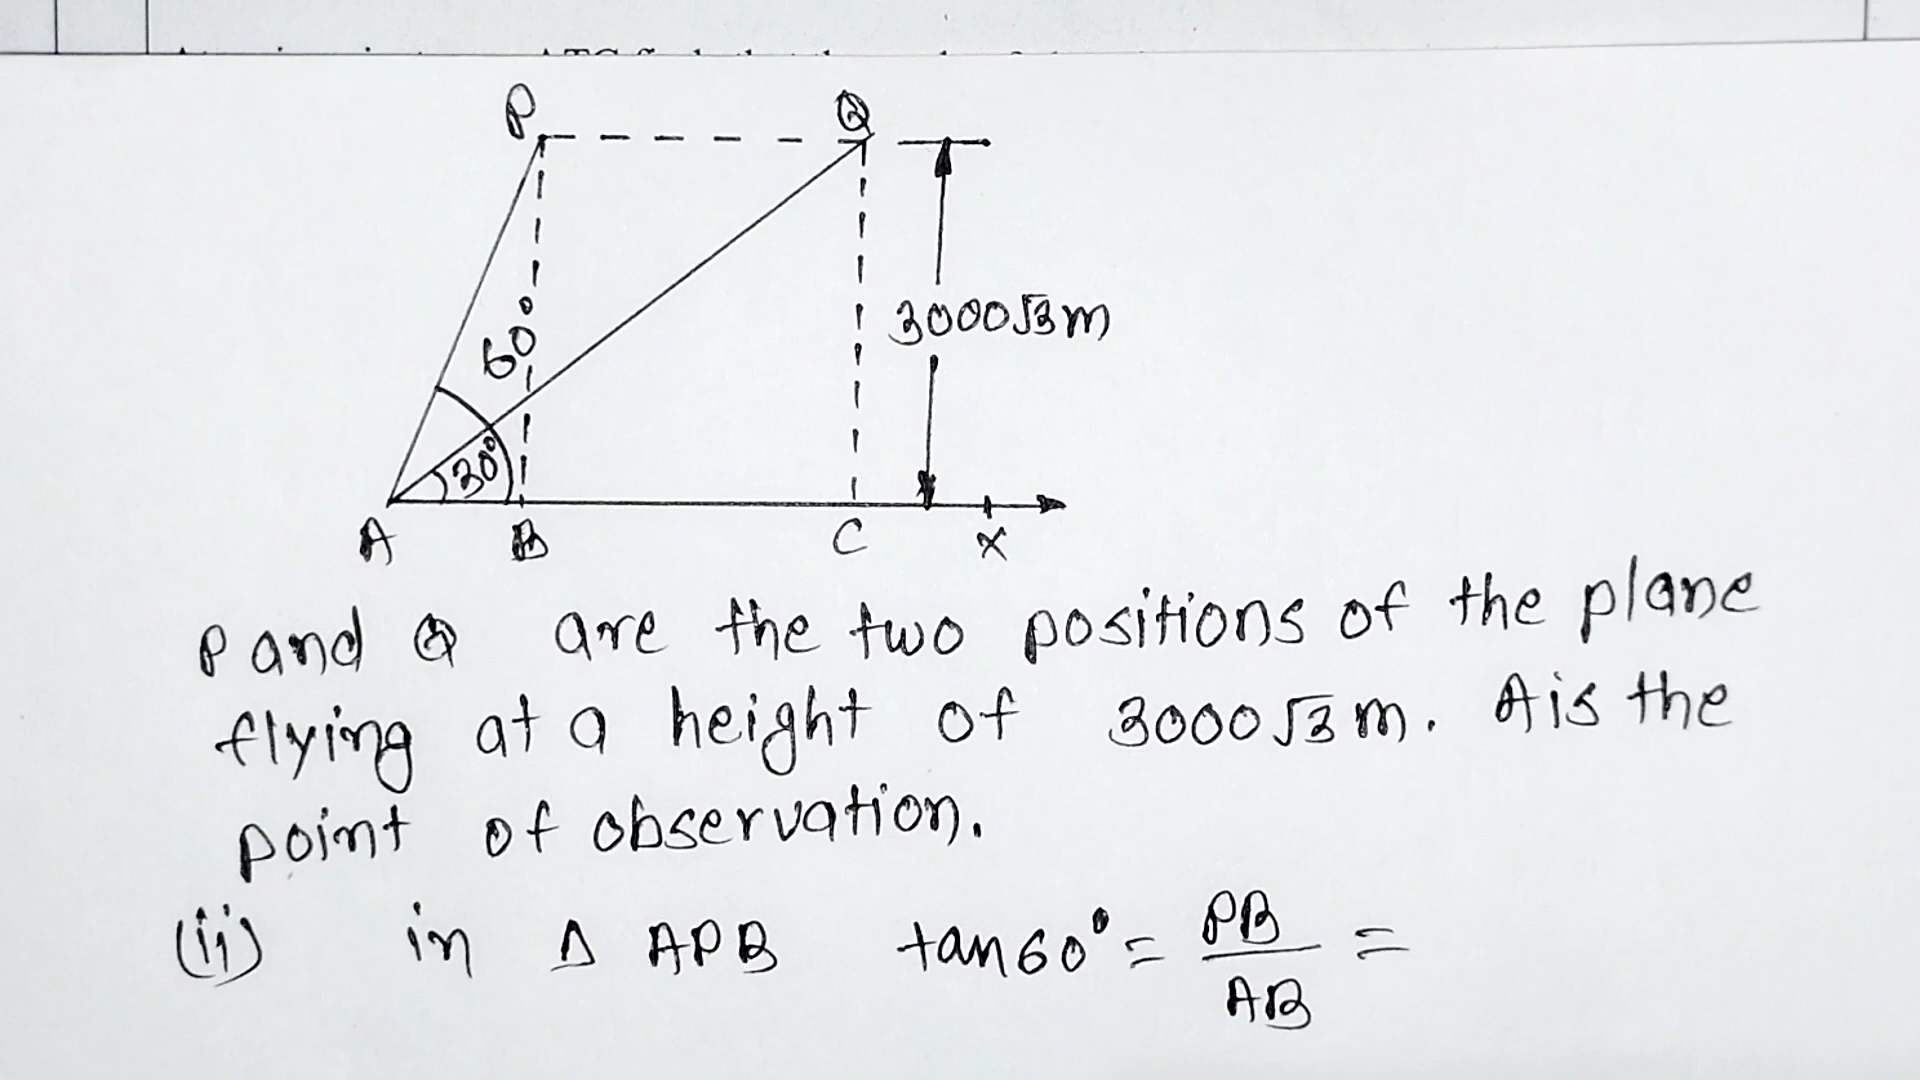 P Q
60°
3000√3m
30°
A B C X
P and Q are the two positions of the plane
flying at a height of 3000√3 m. A is the
point of observation.
(ii) in Δ APB tan60° = PB/AB =